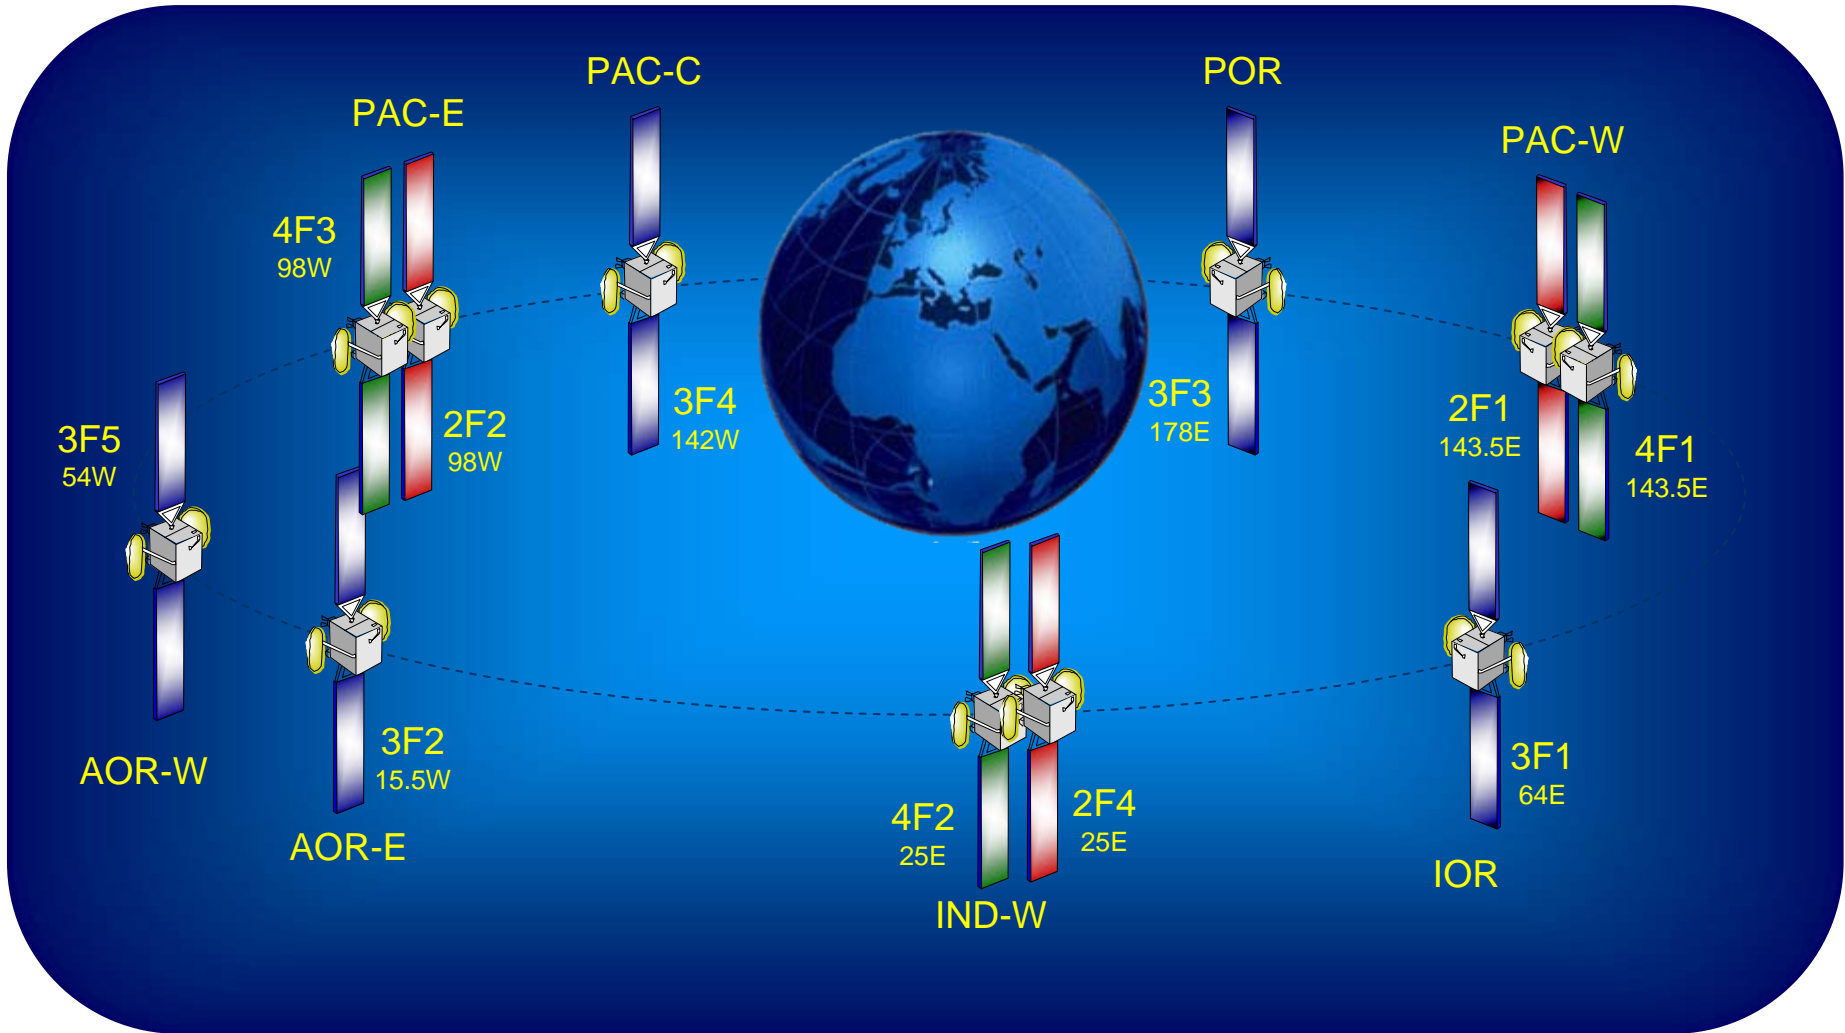 PAC-C
POR
PAC-E
PAC-W
4F3
98W
3F4
142W
3F3
178E
2F1
143.5E
2F2
98W
3F5
54W
4F1
143.5E
3F2
15.5W
AOR-W
AOR-E
4F2
25E
2F4
25E
3F1
64E
IOR
IND-W